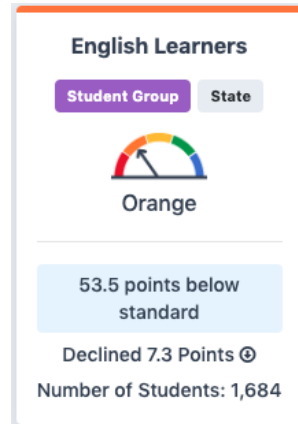 English Learners
Student Group State
Orange
53.5 points below
standard
Declined 7.3 Points
Number of Students: 1,684